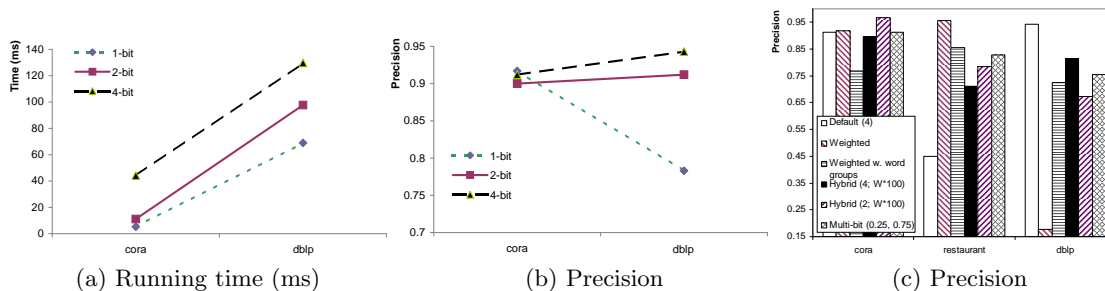 Time (ms)
140
120
100
80
60
40
20
0
1-bit
2-bit
4-bit
cora
dblp
(a) Running time (ms)
Precision
0.95
0.9
0.85
0.8
0.75
0.7
1-bit
2-bit
4-bit
cora
dblp
(b) Precision
Precision
0.95
0.85
0.75
0.65
0.55
0.45
0.35
0.25
0.15
Default (4)
Weighted
Weighted w. word
groups
Hybrid (4; W*100)
Hybrid (2; W*100)
Multi-bit (0.25, 0.75)
cora
restaurant
dblp
(c) Precision